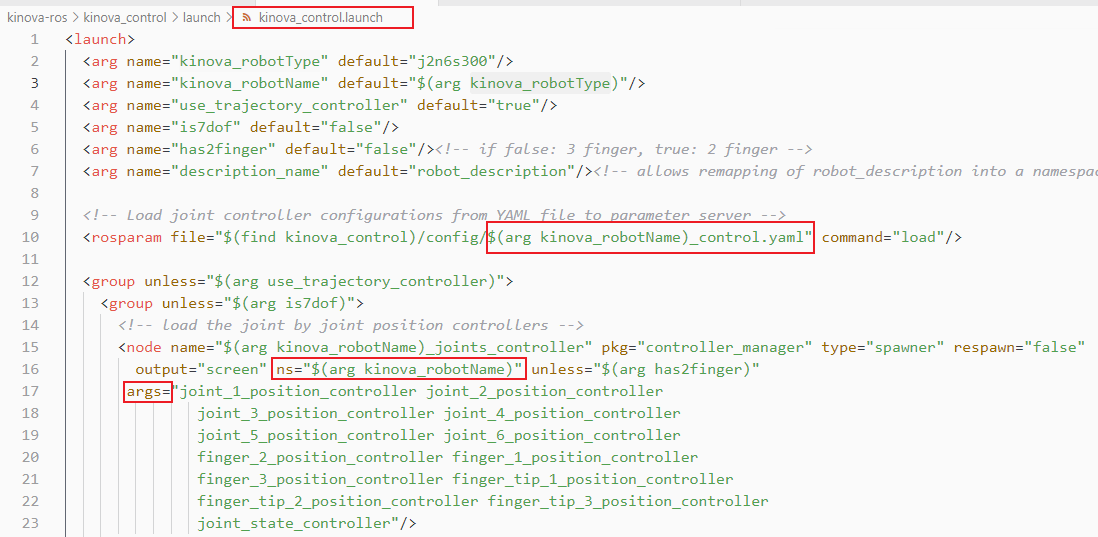 kinova-ros > kinova_control > launch > kinova_control.launch
1 <launch>
2 <arg name="kinova_robotType" default="j2n6s300"/>
3 <arg name="kinova_robotName" default="$(arg kinova_robotType)"/>
4 <arg name="use_trajectory_controller" default="true"/>
5 <arg name="is7dof" default="false"/>
6 <arg name="has2finger" default="false"/><!-- if false: 3 finger, true: 2 finger -->
7 <arg name="description_name" default="robot_description"/><!-- allows remapping of robot_description into a namespac
8
9 <!-- Load joint controller configurations from YAML file to parameter server -->
10 <rosparam file="$(find kinova_control)/config/$(arg kinova_robotName)_control.yaml" command="load"/>
11
12 <group unless="$(arg use_trajectory_controller)">
13 <group unless="$(arg is7dof)">
14 <!-- load the joint by joint position controllers -->
15 <node name="$(arg kinova_robotName)_joints_controller" pkg="controller_manager" type="spawner" respawn="false"
16 output="screen" ns="$(arg kinova_robotName)" unless="$(arg has2finger)"
17 args="joint_1_position_controller joint_2_position_controller
18 joint_3_position_controller joint_4_position_controller
19 joint_5_position_controller joint_6_position_controller
20 finger_2_position_controller finger_1_position_controller
21 finger_3_position_controller finger_tip_1_position_controller
22 finger_tip_2_position_controller finger_tip_3_position_controller
23 joint_state_controller"/>